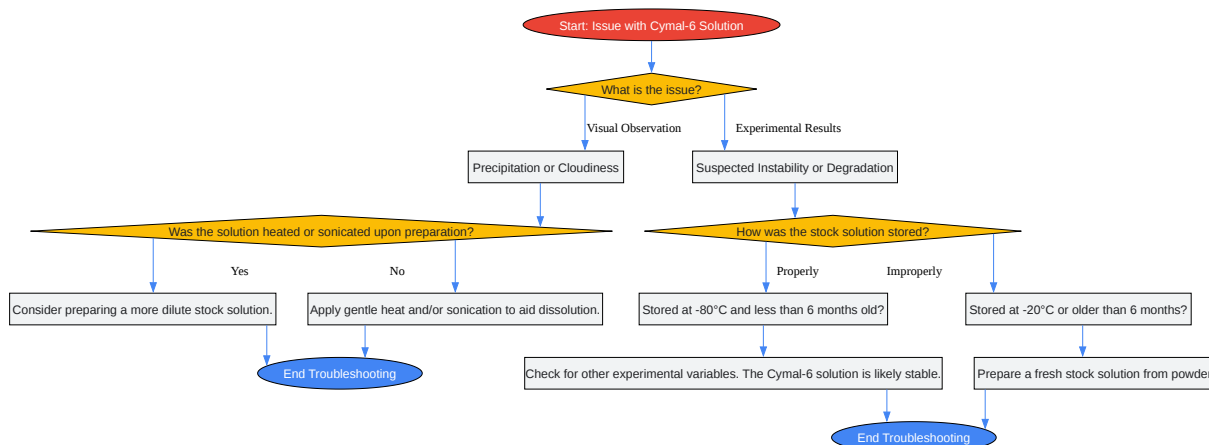 Start: Issue with Cymal-6 Solution
What is the issue?
Visual Observation
Experimental Results
Precipitation or Cloudiness
Suspected Instability or Degradation
Was the solution heated or sonicated upon preparation?
How was the stock solution stored?
Yes
No
Properly
Improperly
Consider preparing a more dilute stock solution.
Apply gentle heat and/or sonication to aid dissolution.
Stored at -80°C and less than 6 months old?
Stored at -20°C or older than 6 months?
End Troubleshooting
Check for other experimental variables. The Cymal-6 solution is likely stable.
Prepare a fresh stock solution from powder
End Troubleshooting